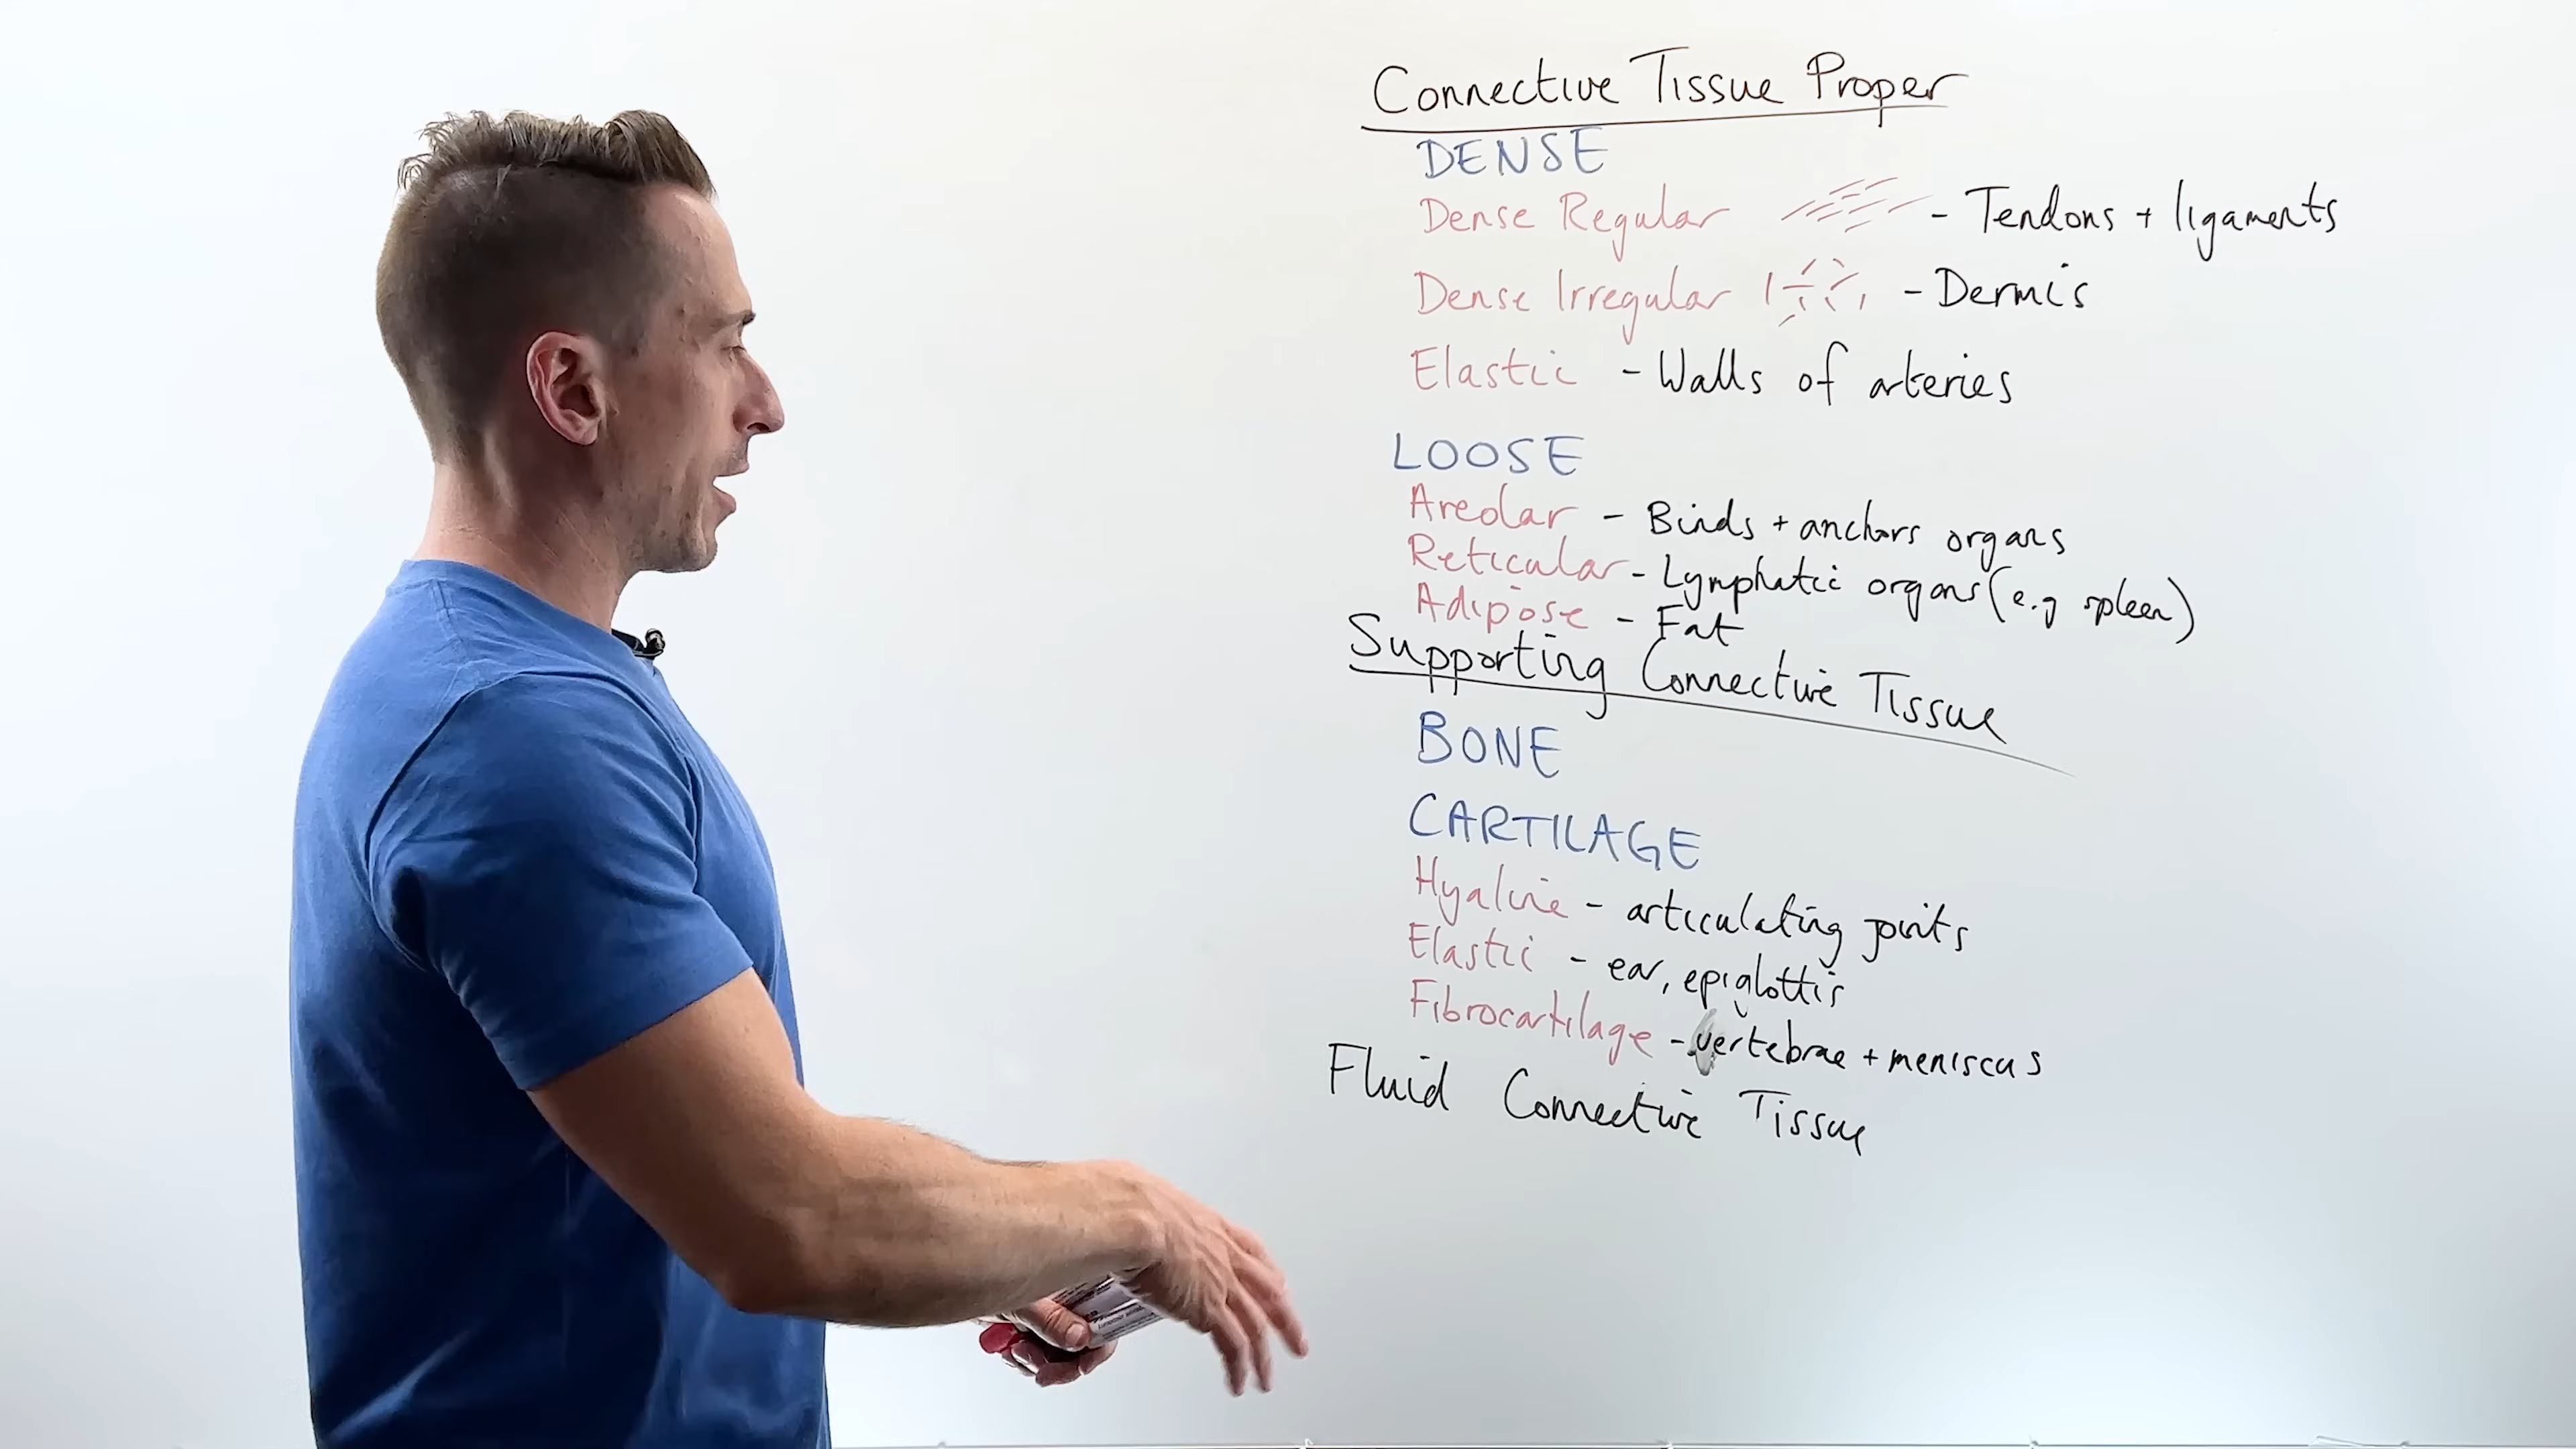 Connective Tissue Proper
DENSE
Dense Regular - Tendons + ligaments
Dense Irregular - Dermis
Elastic - Walls of arteries
LOOSE
Areolar - Binds + anchors organs
Reticular - Lymphatic organs (e.g spleen)
Adipose - Fat
Supporting Connective Tissue
BONE
CARTILAGE
Hyaline - articulating joints
Elastic - ear, epiglottis
Fibrocartilage - vertebrae + meniscus
Fluid Connective Tissue